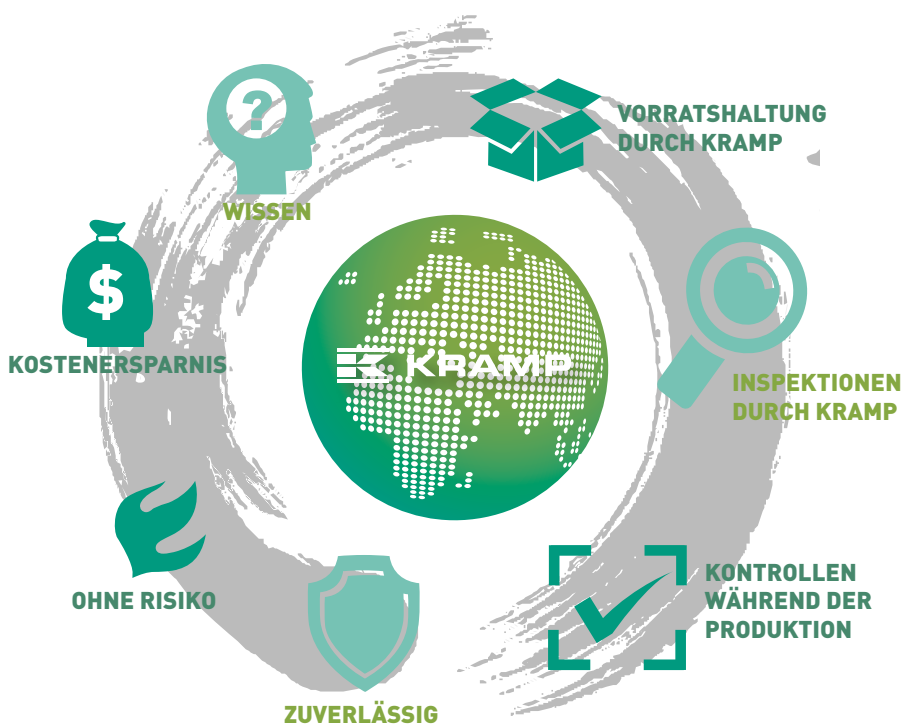 ?
VORRATSHALTUNG
DURCH KRAMP
WISSEN
$
KOSTENERSPARNIS
KRAMP
INSPEKTIONEN
DURCH KRAMP
OHNE RISIKO
KONTROLLEN
WÄHREND DER
PRODUKTION
ZUVERLÄSSIG